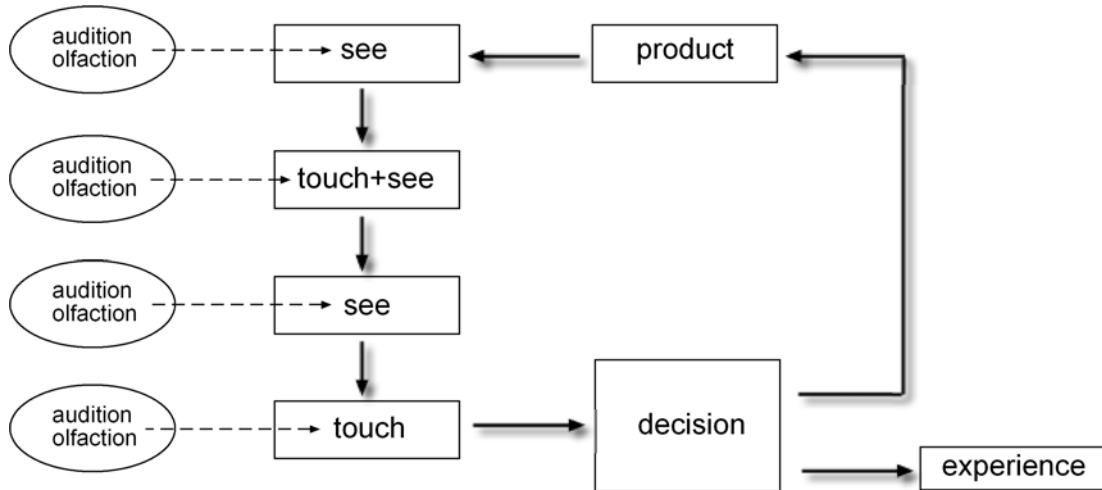 audition
olfaction
see
product
audition
olfaction
touch+see
audition
olfaction
see
audition
olfaction
touch
decision
experience